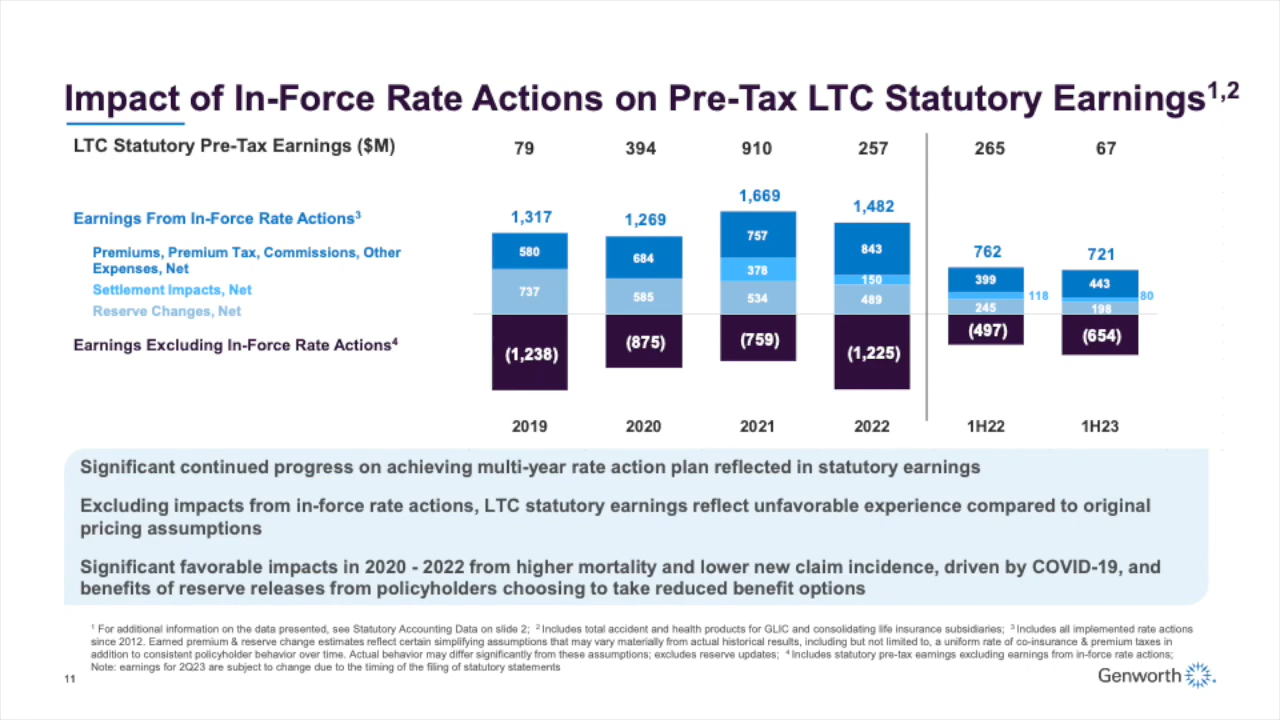 Impact of In-Force Rate Actions on Pre-Tax LTC Statutory Earnings1,2
LTC Statutory Pre-Tax Earnings ($M) 79 394 910 257 265 67
Earnings From In-Force Rate Actions3 1,317 1,269 1,669 1,482 762 721
Premiums, Premium Tax, Commissions, Other
Expenses, Net
580 684 757 843 399 443
Settlement Impacts, Net
378 150 118 80
Reserve Changes, Net
737 585 534 489 245 198
Earnings Excluding In-Force Rate Actions4
(1,238) (875) (759) (1,225) (497) (654)
2019 2020 2021 2022 1H22 1H23
Significant continued progress on achieving multi-year rate action plan reflected in statutory earnings
Excluding impacts from in-force rate actions, LTC statutory earnings reflect unfavorable experience compared to original
pricing assumptions
Significant favorable impacts in 2020 - 2022 from higher mortality and lower new claim incidence, driven by COVID-19, and
benefits of reserve releases from policyholders choosing to take reduced benefit options
1 For additional information on the data presented, see Statutory Accounting Data on slide 2; 2 Includes total accident and health products for GLIC and consolidating life insurance subsidiaries; 3 Includes all implemented rate actions
since 2012. Earned premium & reserve change estimates reflect certain simplifying assumptions that may vary materially from actual historical results, including but not limited to, a uniform rate of co-insurance & premium taxes in
addition to consistent policyholder behavior over time. Actual behavior may differ significantly from these assumptions; excludes reserve updates; 4 Includes statutory pre-tax earnings excluding earnings from in-force rate actions;
Note: earnings for 2Q23 are subject to change due to the timing of the filing of statutory statements
11
Genworth